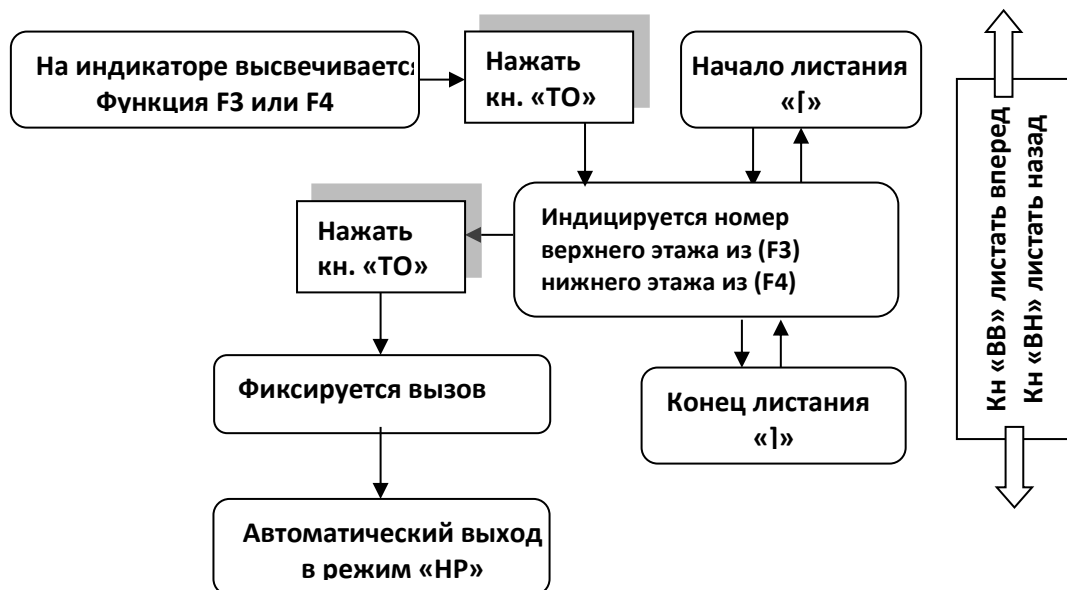 На индикаторе высвечивается
Функция F3 или F4
Нажать
кн. «ТО»
Начало листания
«[»
Индицируется номер
верхнего этажа из (F3)
нижнего этажа из (F4)
Нажать
кн. «ТО»
Фиксируется вызов
Конец листания
«]»
Автоматический выход
в режим «НР»
Кн «ВВ» листать вперед
Кн «ВН» листать назад